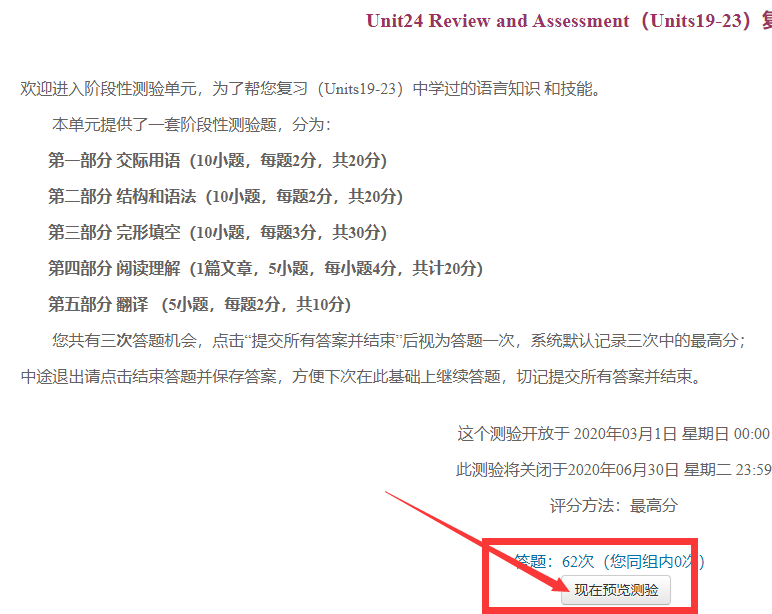 Unit24 Review and Assessment（Units19-23）
欢迎进入阶段性测验单元，为了帮您复习（Units19-23）中学过的语言知识 和技能。
本单元提供了一套阶段性测验题，分为：
第一部分 交际用语（10小题，每题2分，共20分）
第二部分 结构和语法（10小题，每题2分，共20分）
第三部分 完形填空（10小题，每题3分，共30分）
第四部分 阅读理解（1篇文章，5小题，每小题4分，共计20分）
第五部分 翻译 （5小题，每题2分，共10分）
您共有三次答题机会，点击“提交所有答案并结束”后视为答题一次，系统默认记录三次中的最高分；
中途退出请点击结束答题并保存答案，方便下次在此基础上继续答题，切记提交所有答案并结束。
这个测验开放于 2020年03月1日 星期日 00:00
此测验将关闭于2020年06月30日 星期二 23:59
评分方法：最高分
答题：62次（您同组内0次）
现在预览测验